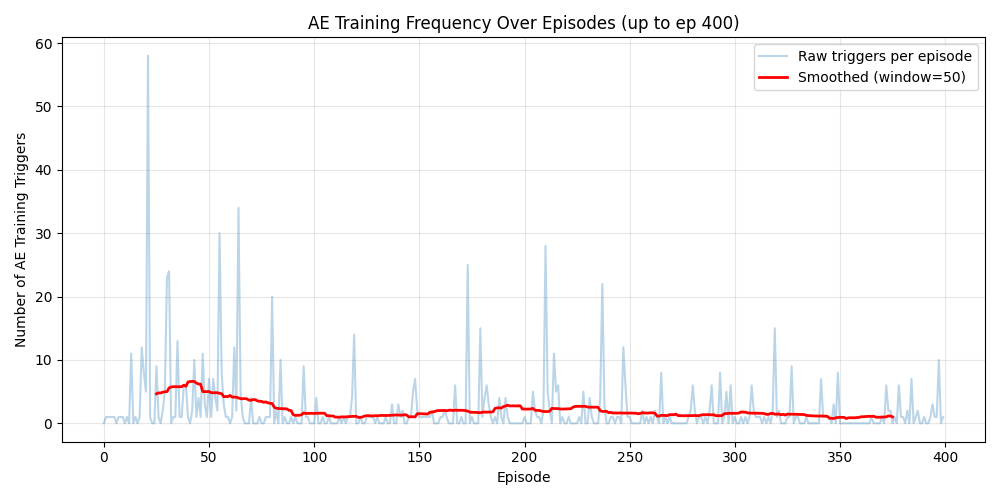 AE Training Frequency Over Episodes (up to ep 400)
Raw triggers per episode
Smoothed (window=50)
Number of AE Training Triggers
60
50
40
30
20
10
0
0 50 100 150 200 250 300 350 400
Episode